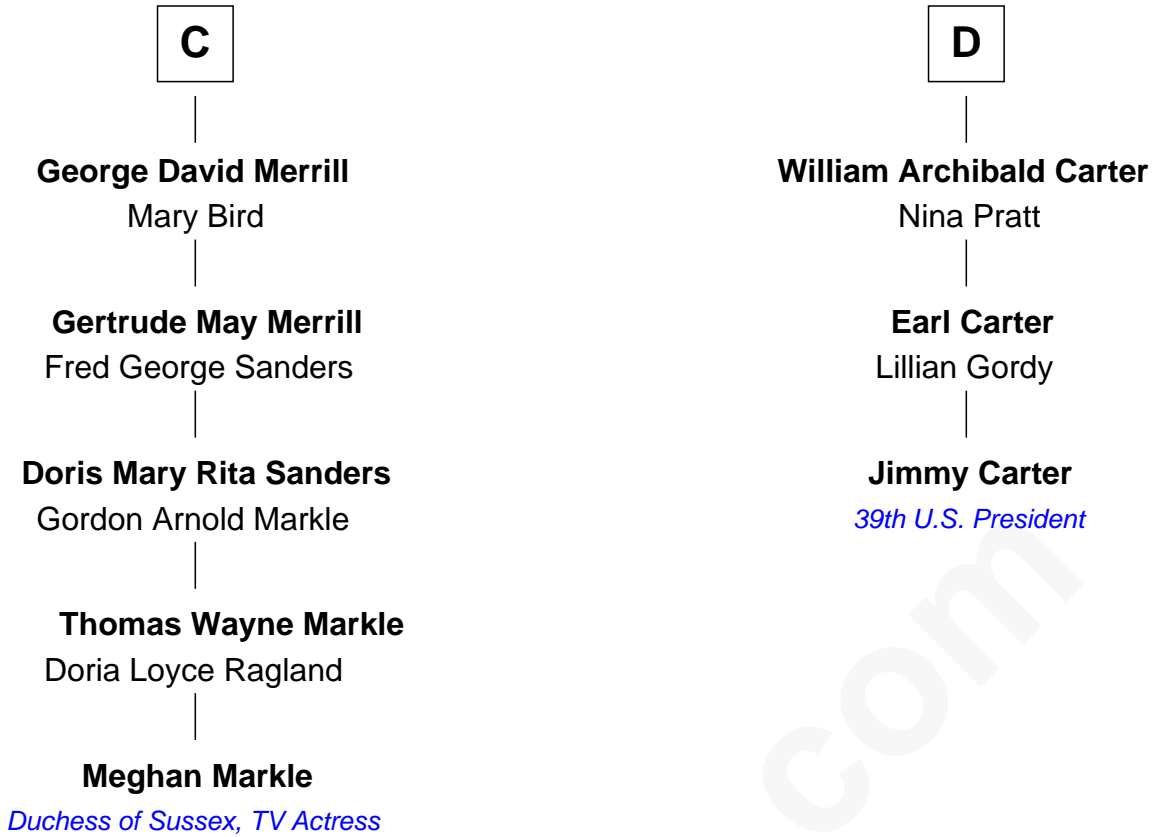 C
George David Merrill
Mary Bird
Gertrude May Merrill
Fred George Sanders
Doris Mary Rita Sanders
Gordon Arnold Markle
Thomas Wayne Markle
Doria Loyce Ragland
Meghan Markle
Duchess of Sussex, TV Actress
D
William Archibald Carter
Nina Pratt
Earl Carter
Lillian Gordy
Jimmy Carter
39th U.S. President
com